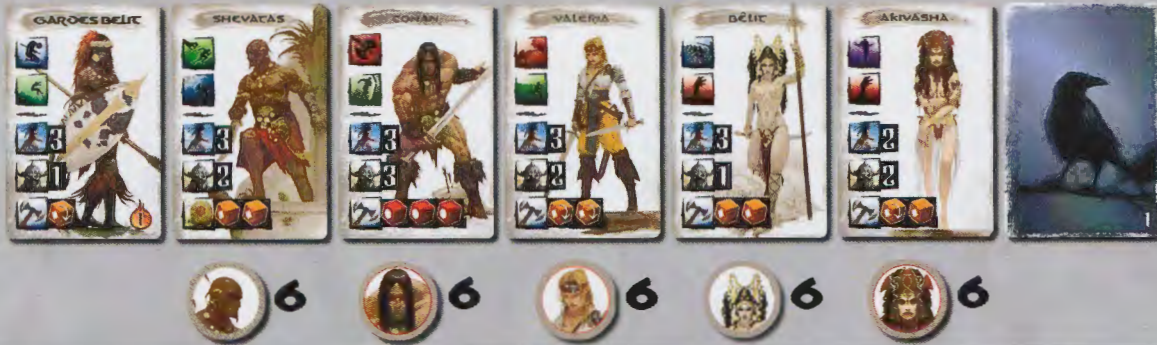 GARDES BELIT SHEVATAS CONAN VALERIA BÊLIT AKIVASHA
3 3 3 3 3 2
1 2 3 2 1 2
1 1
6 6 6 6 6